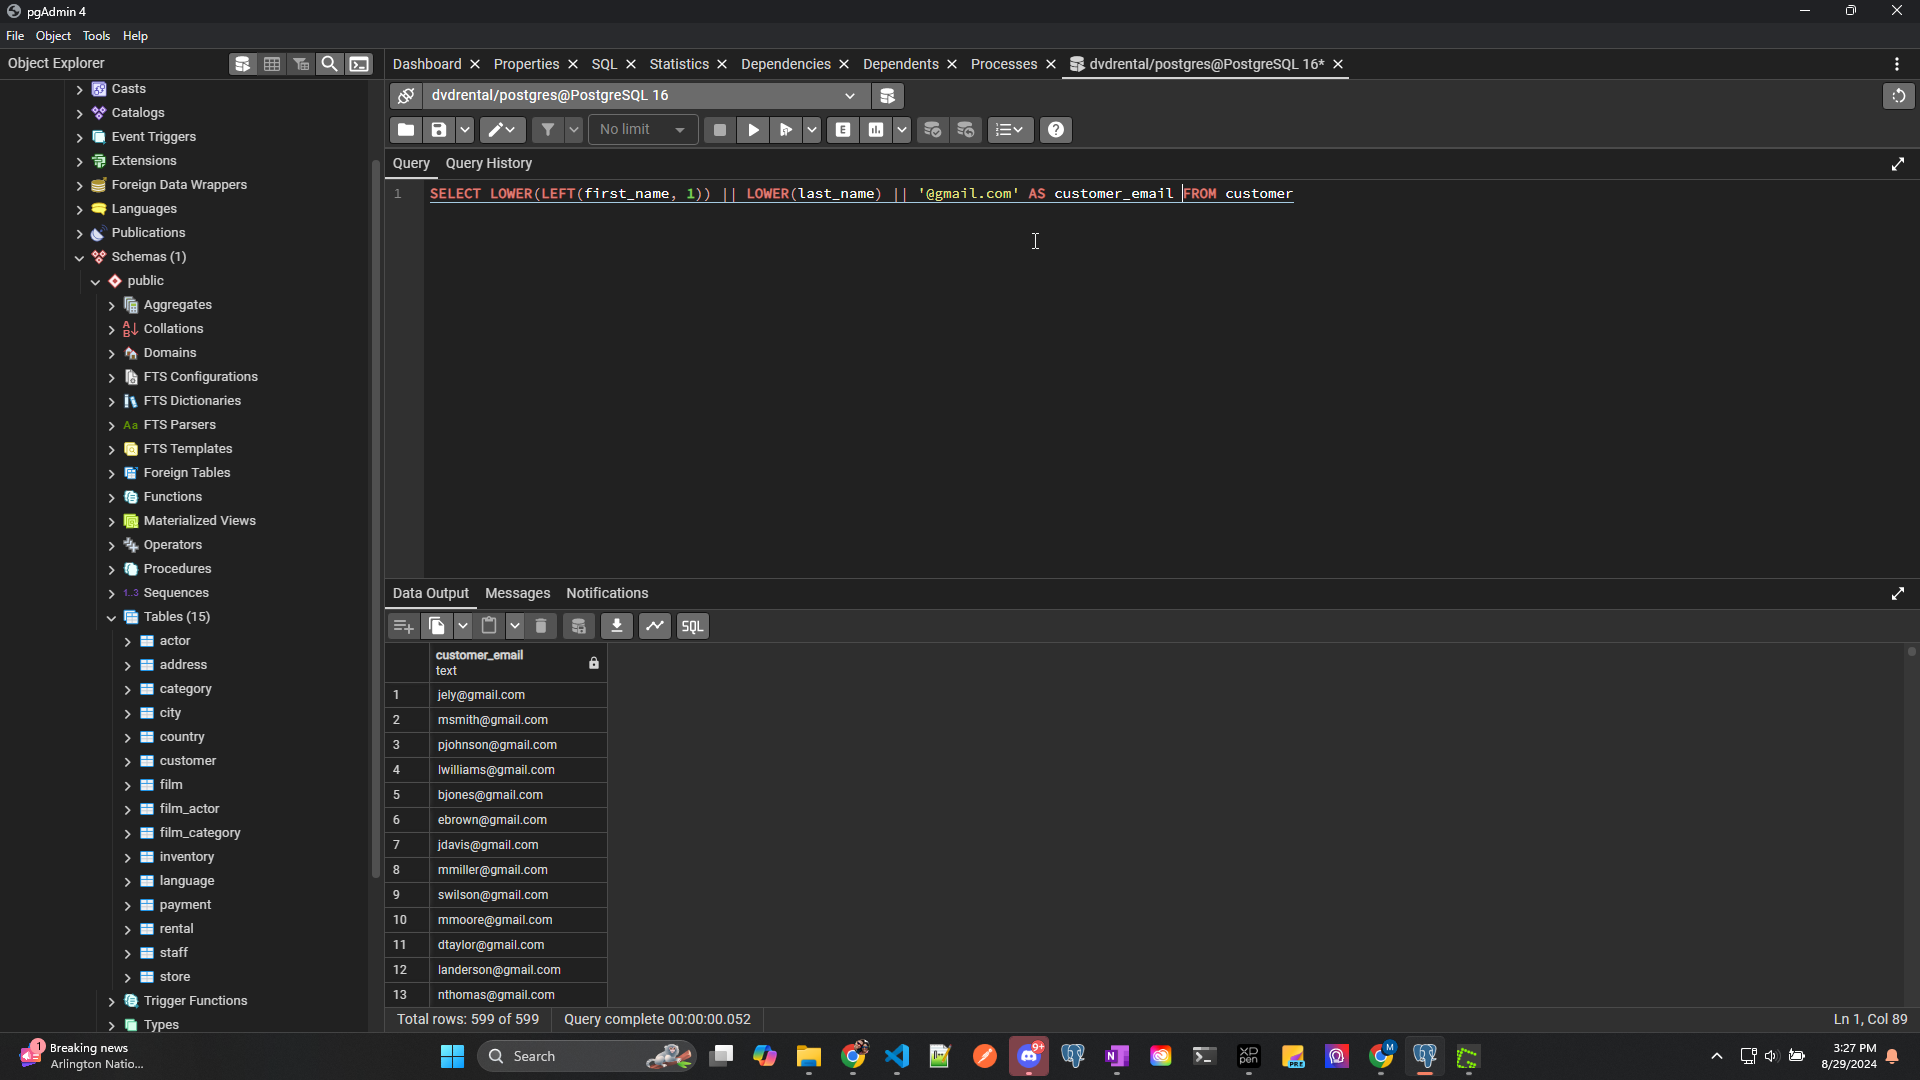 pgAdmin 4
File Object Tools Help
Object Explorer
Dashboard Properties SQL Statistics Dependencies Dependents Processes dvdrental/postgres@PostgreSQL 16*
dvdrental/postgres@PostgreSQL 16
No limit
E
Query Query History
1 SELECT LOWER(LEFT(first_name, 1)) || LOWER(last_name) || '@gmail.com' AS customer_email FROM customer
Casts
Catalogs
Event Triggers
Extensions
Foreign Data Wrappers
Languages
Publications
Schemas (1)
public
Aggregates
Collations
Domains
FTS Configurations
FTS Dictionaries
Aa FTS Parsers
FTS Templates
Foreign Tables
Functions
Materialized Views
Operators
Procedures
1..3 Sequences
Tables (15)
actor
address
category
city
country
customer
film
film_actor
film_category
inventory
language
payment
rental
staff
store
Trigger Functions
Types
Data Output Messages Notifications
SQL
customer_email
text
1 jely@gmail.com
2 msmith@gmail.com
3 pjohnson@gmail.com
4 lwilliams@gmail.com
5 bjones@gmail.com
6 ebrown@gmail.com
7 jdavis@gmail.com
8 mmiller@gmail.com
9 swilson@gmail.com
10 mmoore@gmail.com
11 dtaylor@gmail.com
12 landerson@gmail.com
13 nthomas@gmail.com
Total rows: 599 of 599 Query complete 00:00:00.052 Ln 1, Col 89
1 Breaking news
Arlington Natio...
Search
9+
XP
pen
PRE
M
3:27 PM
8/29/2024